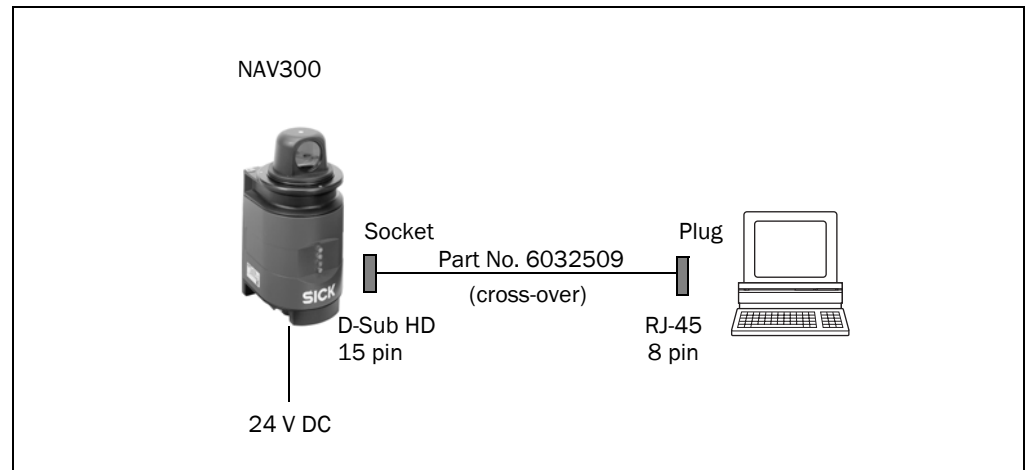 NAV300
Socket
Plug
Part No. 6032509
(cross-over)
SICK
D-Sub HD
15 pin
RJ-45
8 pin
24 V DC